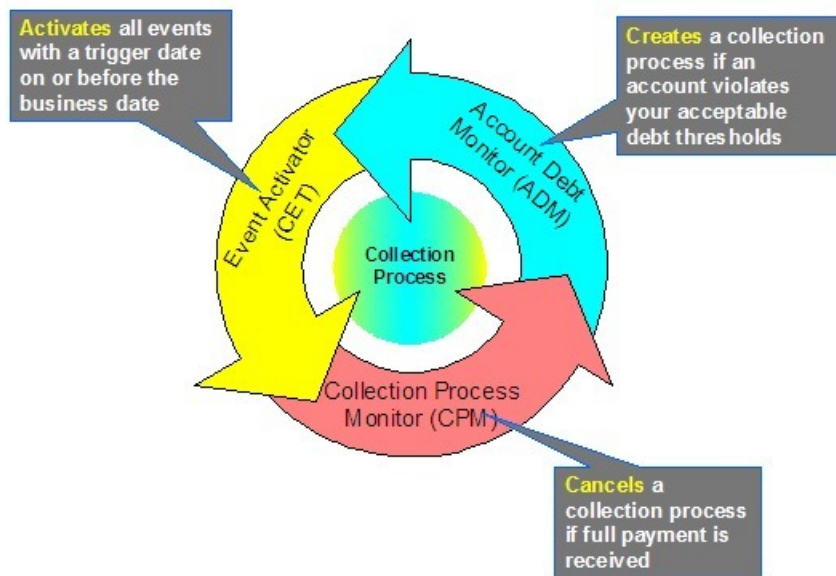 Activates all events
with a trigger date
on or before the
business date
Creates a collection
process if an
account violates
your acceptable
debt thresholds
Account Debt
Monitor (ADM)
Event Activator
(CET)
Collection
Process
Collection Process
Monitor (CPM)
Cancels a
collection process
if full payment is
received